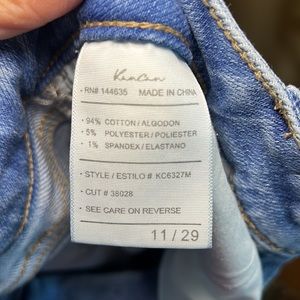 KanCan
• RN# 144635 MADE IN CHINA
• 94% COTTON / ALGODON
• 5% POLYESTER / POLIESTER
• 1% SPANDEX / ELASTANO
• STYLE / ESTILO # KC6327M
• CUT # 38028
• SEE CARE ON REVERSE
11 / 29